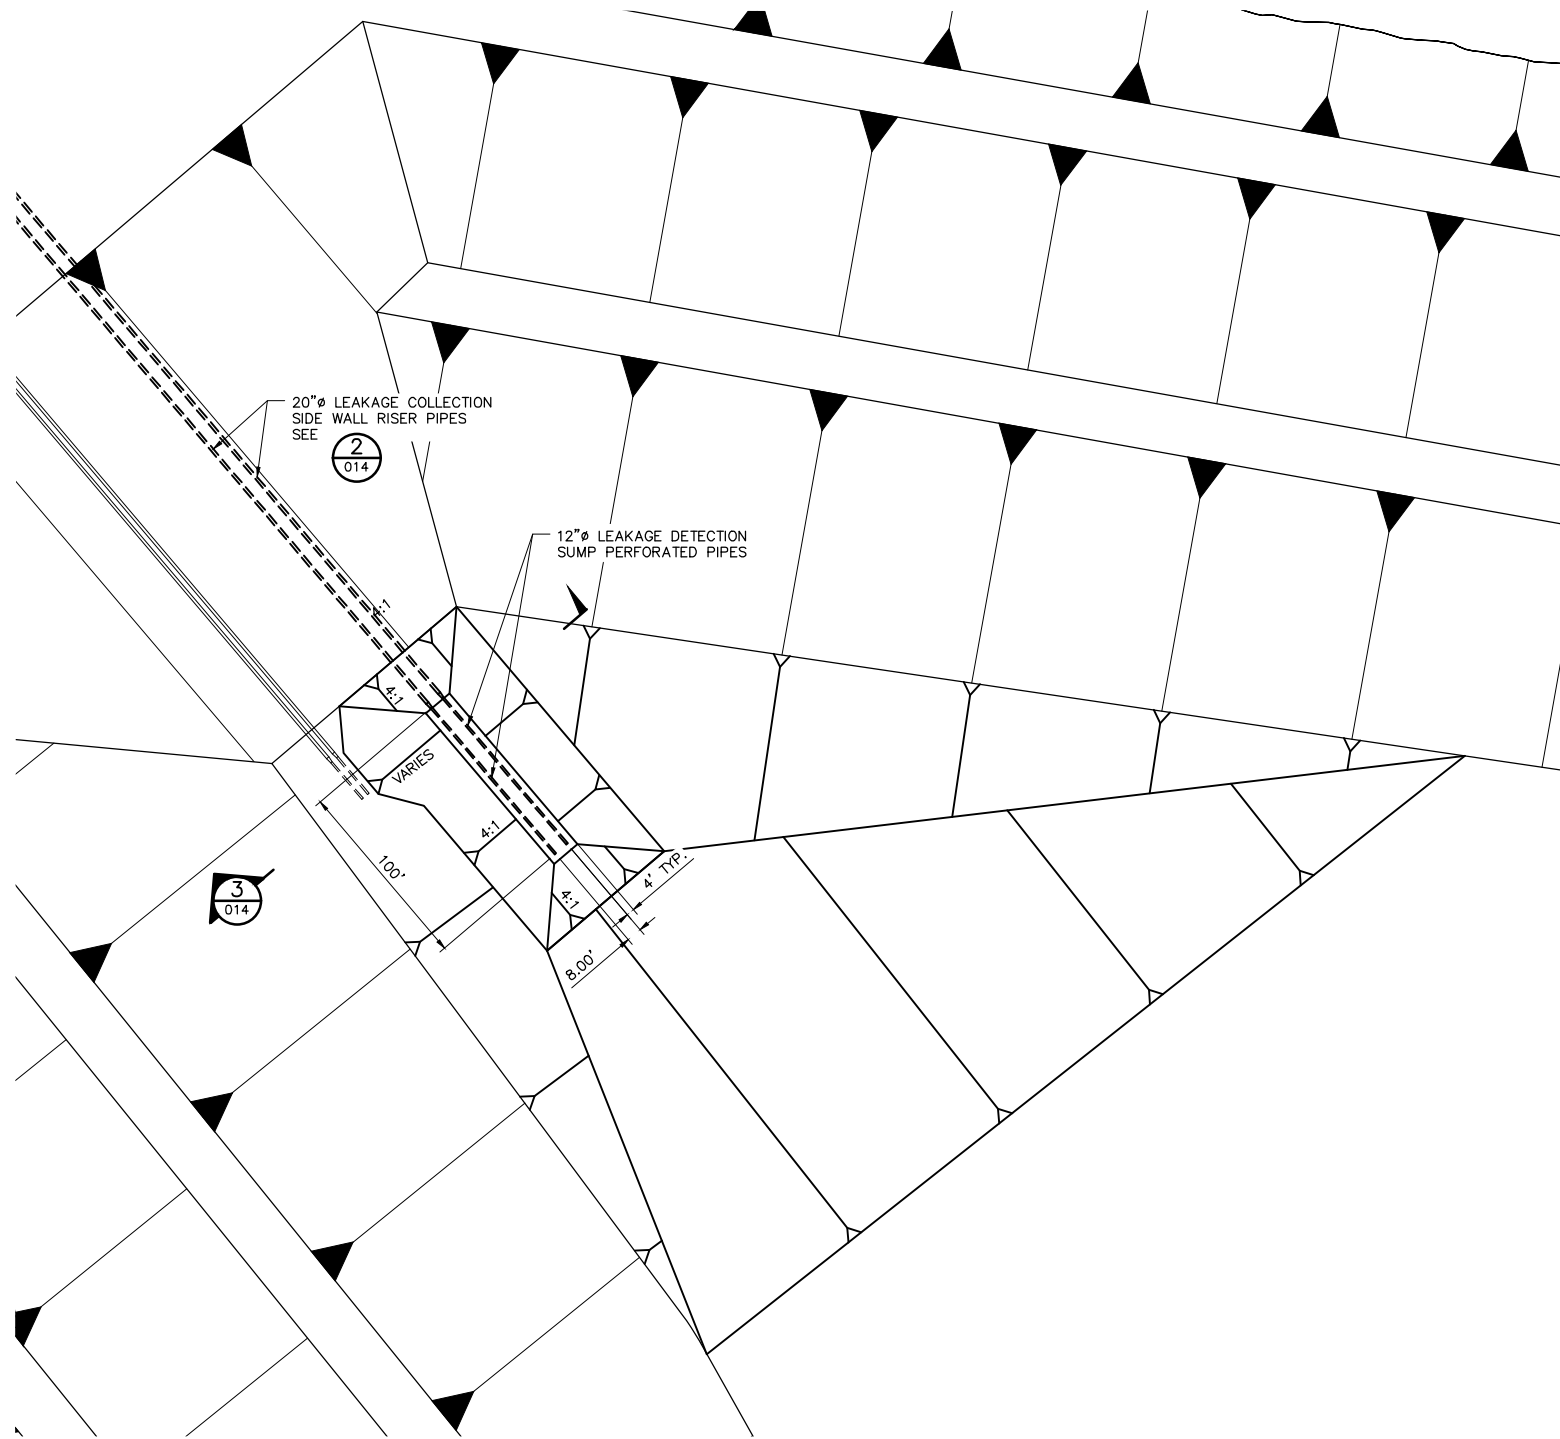 20"ø LEAKAGE COLLECTION
SIDE WALL RISER PIPES
SEE
2
014
12"ø LEAKAGE DETECTION
SUMP PERFORATED PIPES
4:1
4:1
VARIES
4:1
100'
4' TYP.
4:1
3
014
8.00'